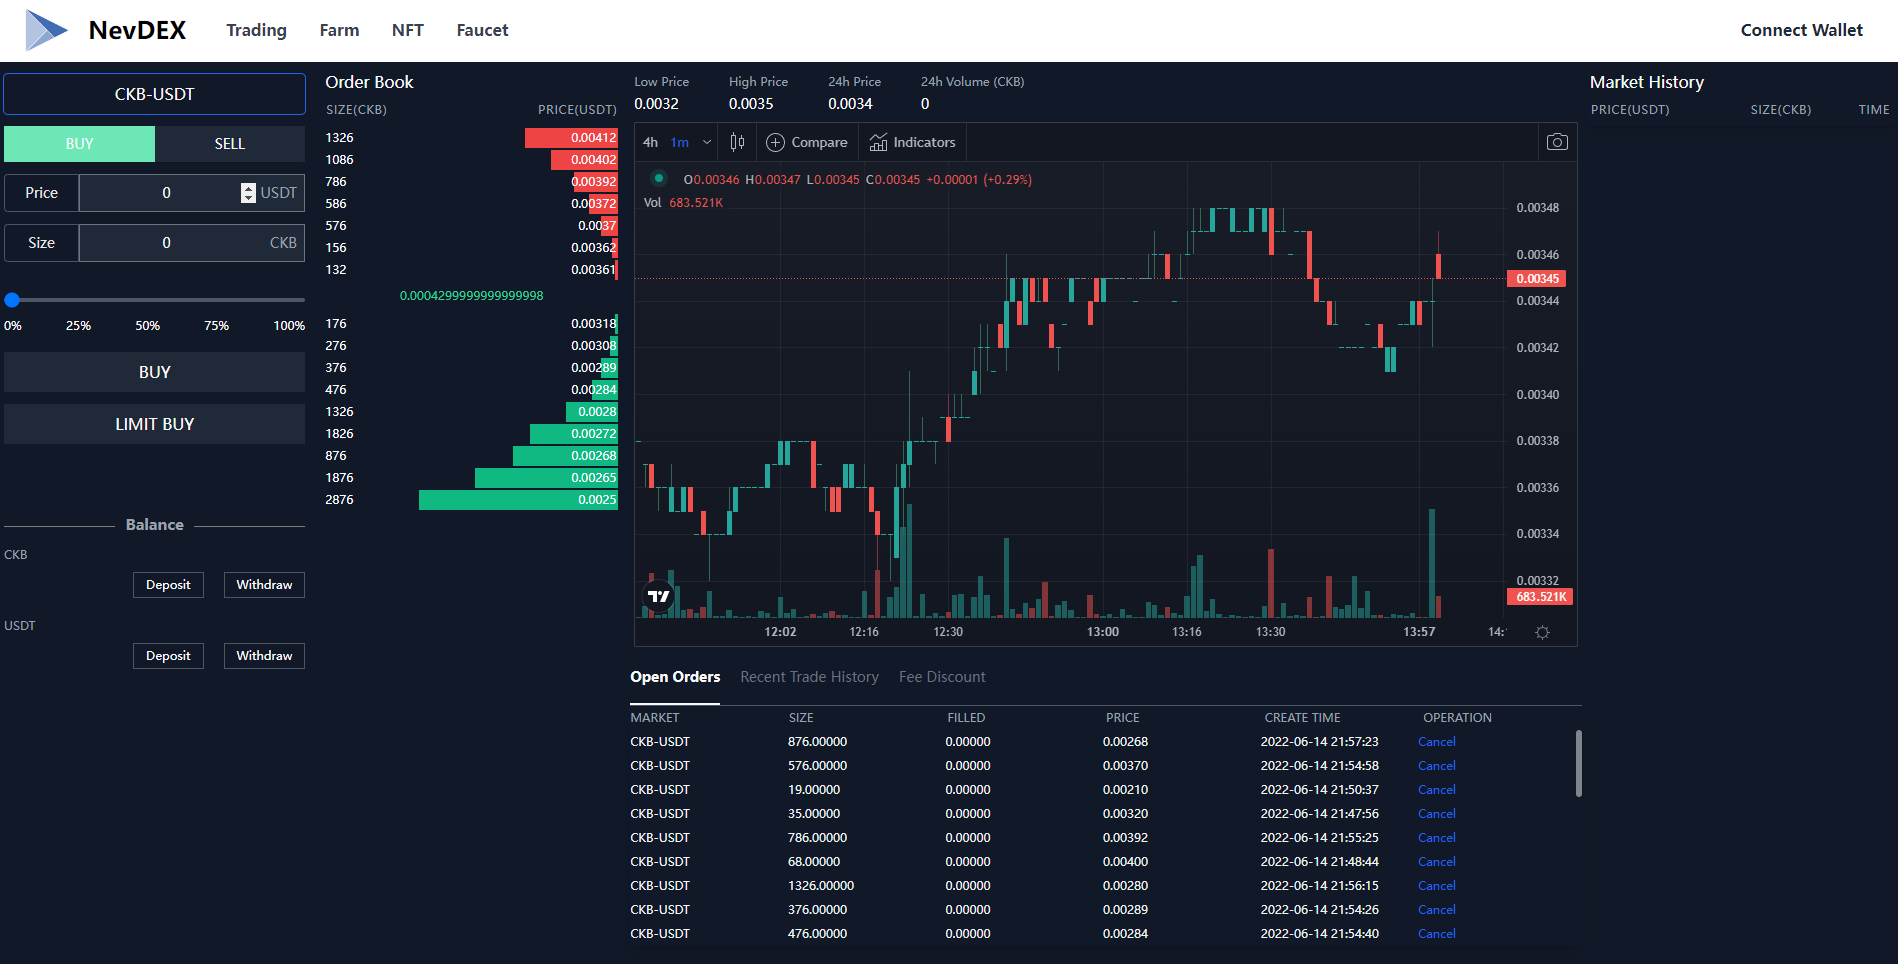 NevDEX Trading Farm NFT Faucet Connect Wallet
CKB-USDT
BUY SELL
Price 0 USDT
Size 0 CKB
0% 25% 50% 75% 100%
BUY
LIMIT BUY
Balance
CKB
Deposit Withdraw
USDT
Deposit Withdraw
Order Book
SIZE(CKB) PRICE(USDT)
1326 0.00412
1086 0.00402
786 0.00392
586 0.00372
576 0.0037
156 0.00362
132 0.00361
0.0004299999999999998
176 0.00318
276 0.00308
376 0.00289
476 0.00284
1326 0.0028
1826 0.00272
876 0.00268
1876 0.00265
2876 0.0025
Low Price High Price 24h Price 24h Volume (CKB)
0.0032 0.0035 0.0034 0
4h 1m Compare Indicators
O0.00346 H0.00347 L0.00345 C0.00345 +0.00001 (+0.29%)
Vol 683.521K
0.00348
0.00346
0.00345
0.00344
0.00342
0.00340
0.00338
0.00336
0.00334
0.00332
683.521K
12:02 12:16 12:30 13:00 13:16 13:30 13:57 14:
Open Orders Recent Trade History Fee Discount
MARKET SIZE FILLED PRICE CREATE TIME OPERATION
CKB-USDT 876.00000 0.00000 0.00268 2022-06-14 21:57:23 Cancel
CKB-USDT 576.00000 0.00000 0.00370 2022-06-14 21:54:58 Cancel
CKB-USDT 19.00000 0.00000 0.00210 2022-06-14 21:50:37 Cancel
CKB-USDT 35.00000 0.00000 0.00320 2022-06-14 21:47:56 Cancel
CKB-USDT 786.00000 0.00000 0.00392 2022-06-14 21:55:25 Cancel
CKB-USDT 68.00000 0.00000 0.00400 2022-06-14 21:48:44 Cancel
CKB-USDT 1326.00000 0.00000 0.00280 2022-06-14 21:56:15 Cancel
CKB-USDT 376.00000 0.00000 0.00289 2022-06-14 21:54:26 Cancel
CKB-USDT 476.00000 0.00000 0.00284 2022-06-14 21:54:40 Cancel
Market History
PRICE(USDT) SIZE(CKB) TIME